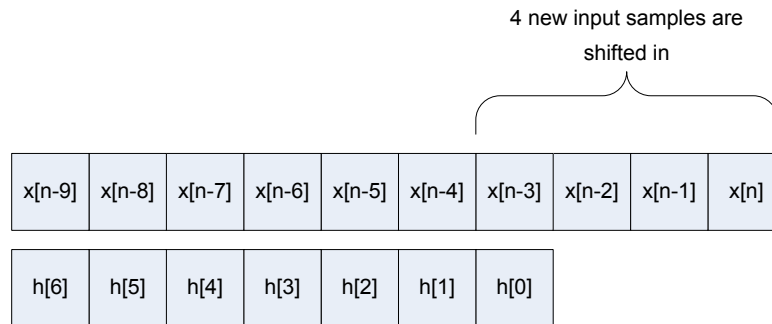 4 new input samples are
shifted in
x[n-9] x[n-8] x[n-7] x[n-6] x[n-5] x[n-4] x[n-3] x[n-2] x[n-1] x[n]
h[6] h[5] h[4] h[3] h[2] h[1] h[0]